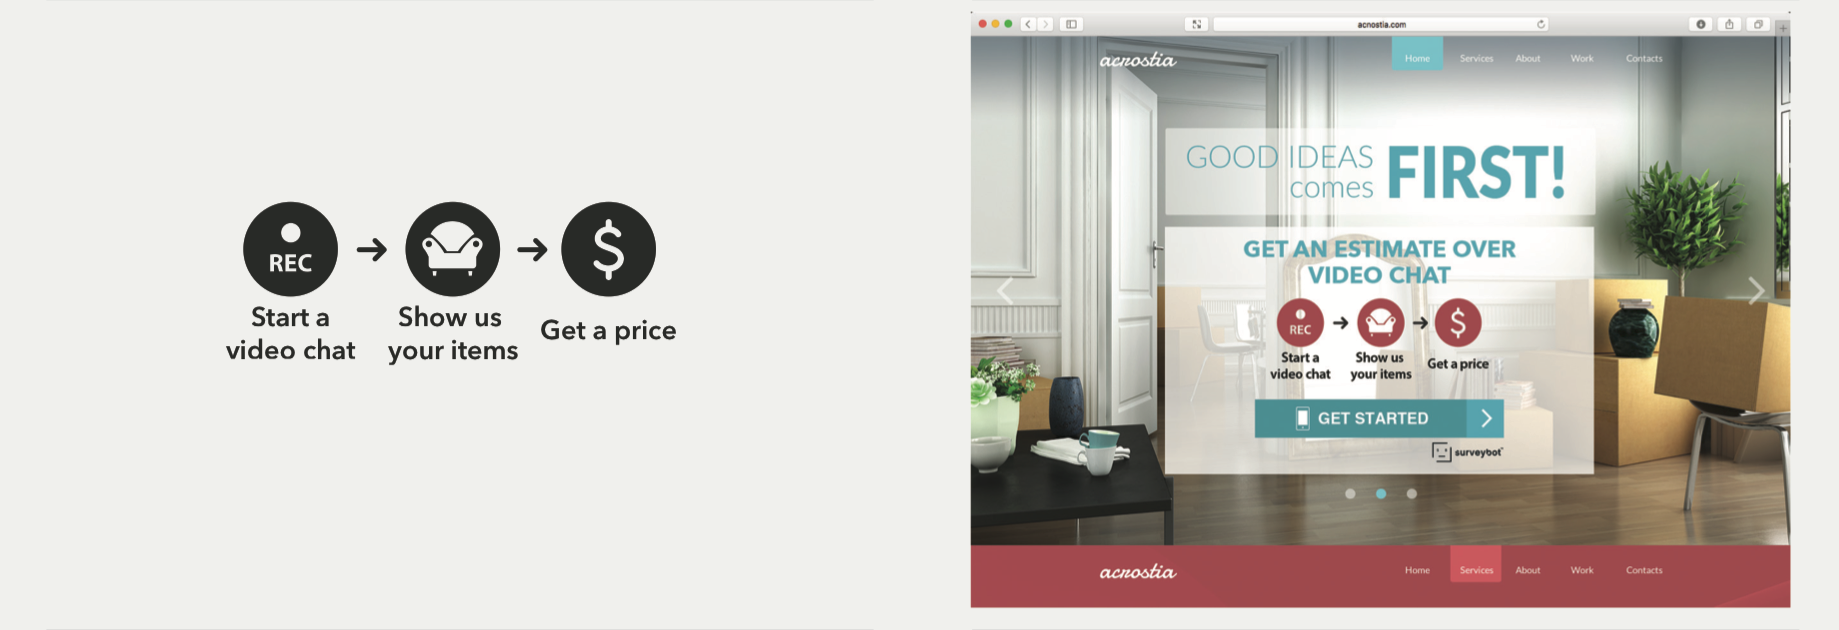 REC
Start a
video chat
Show us
your items
$
Get a price
acnostia.com
acrostia
Home Services About Work Contacts
GOOD IDEAS
comes
FIRST!
GET AN ESTIMATE OVER
VIDEO CHAT
REC
Start a
video chat
Show us
your items
$
Get a price
GET STARTED
surveybot™
acrostia
Home Services About Work Contacts